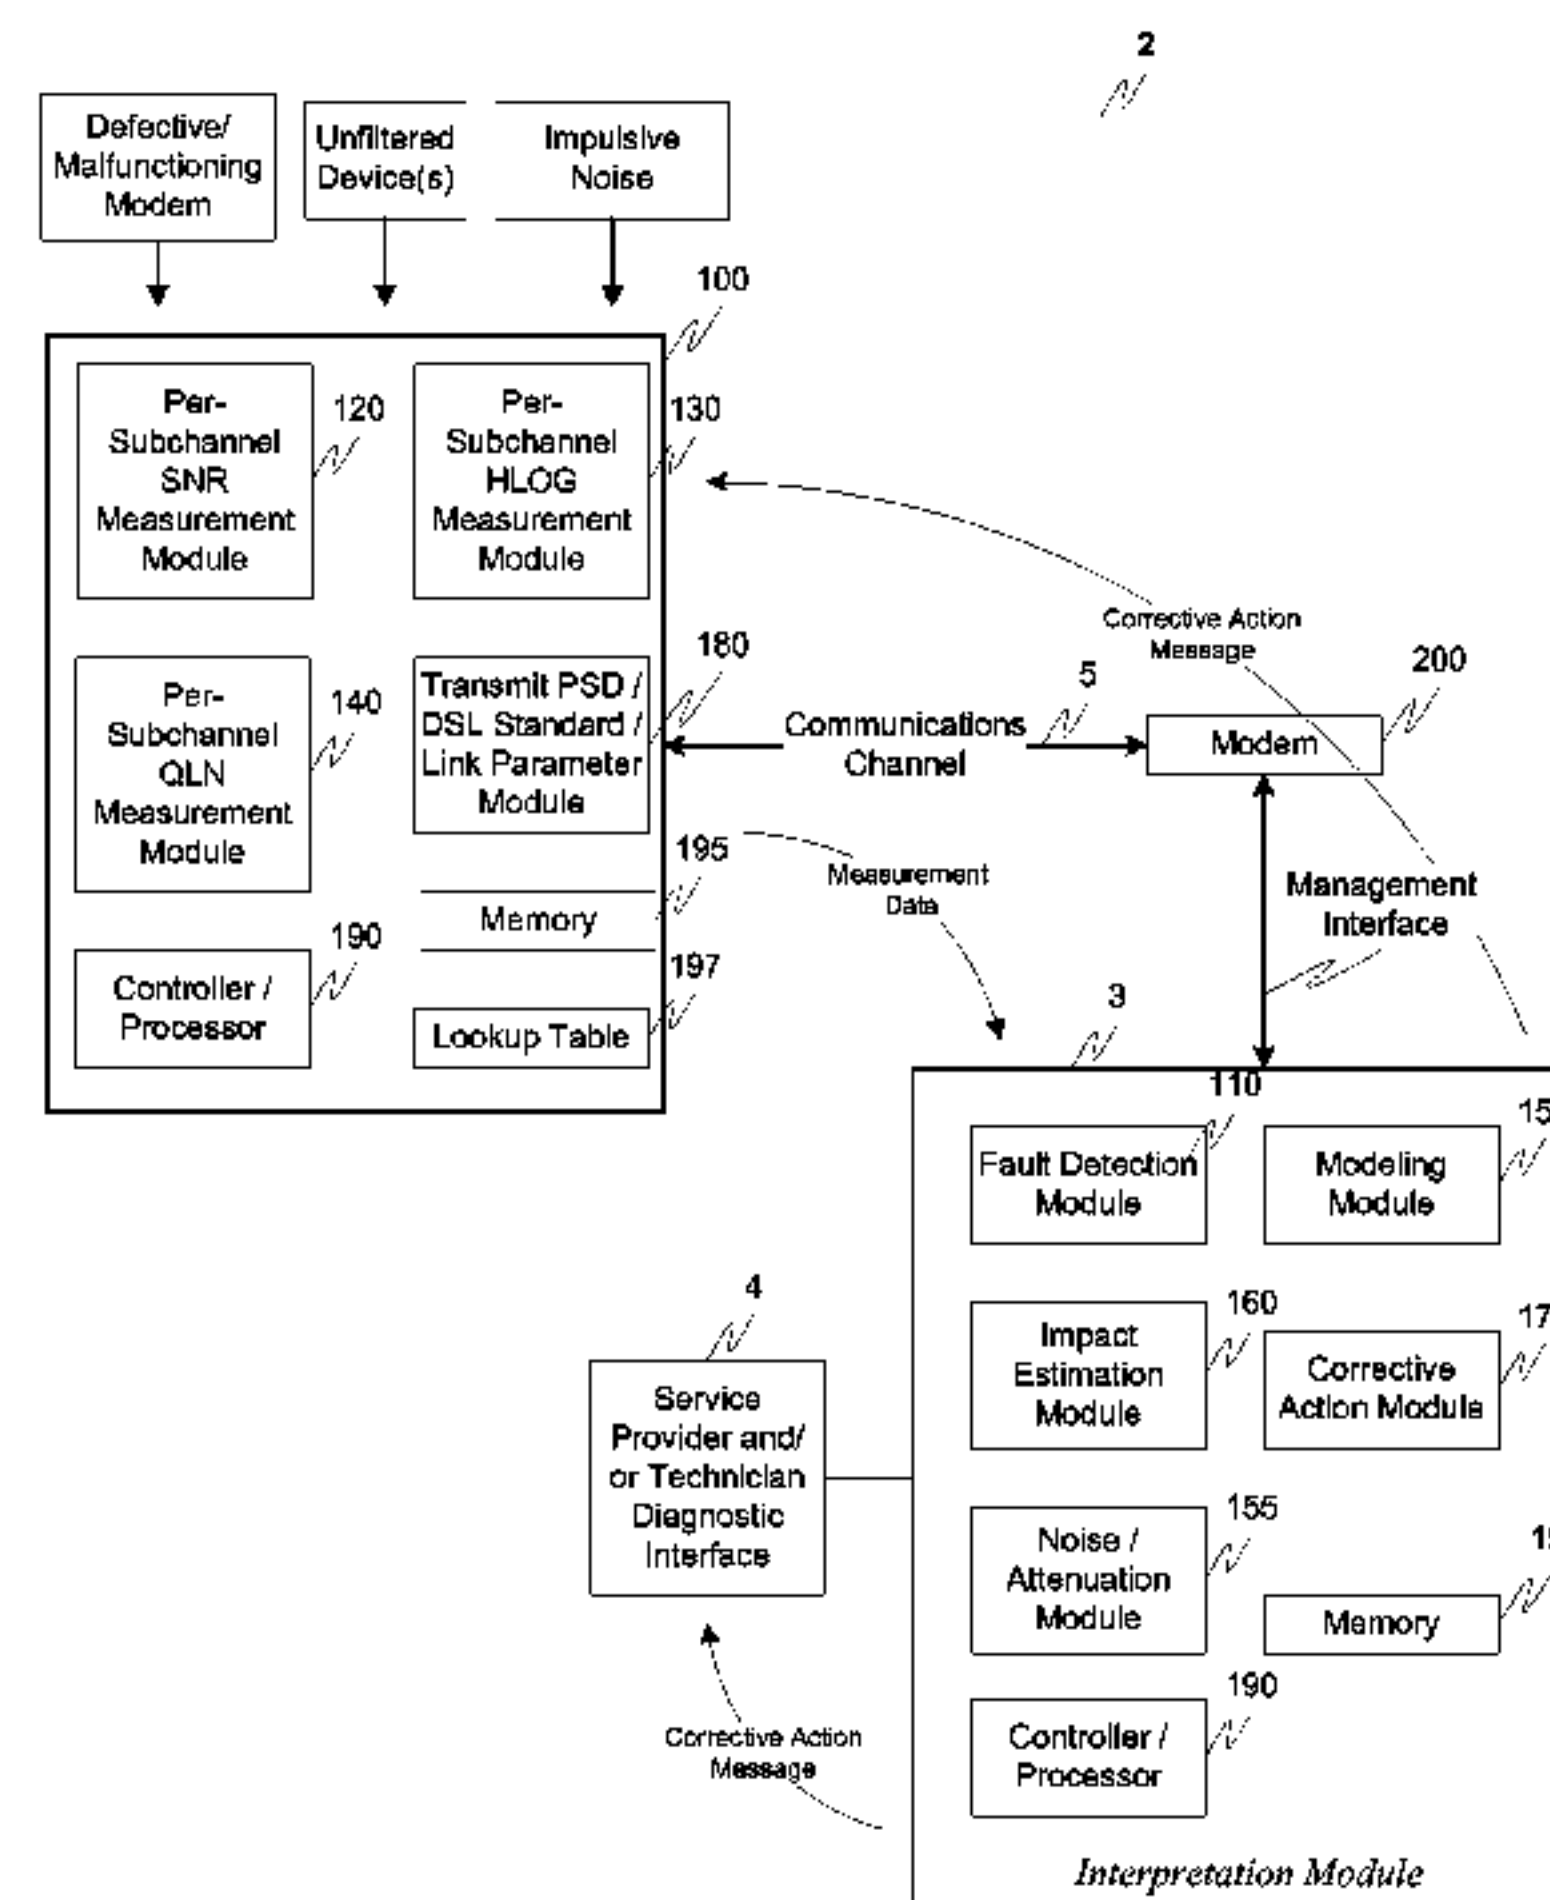 2
Defective/
Malfunctioning
Modem
Unfiltered
Device(s)
Impulsive
Noise
100
Per-
Subchannel
SNR
Measurement
Module
120
Per-
Subchannel
HLOG
Measurement
Module
130
Per-
Subchannel
QLN
Measurement
Module
140
Transmit PSD /
DSL Standard /
Link Parameter
Module
180
Memory
195
Controller /
Processor
190
Lookup Table
197
Communications
Channel
5
Corrective Action
Message
Modem
200
Measurement
Data
Management
Interface
3
110
Fault Detection
Module
Modeling
Module
15
Impact
Estimation
Module
160
Corrective
Action Module
17
4
Service
Provider and/
or Technician
Diagnostic
Interface
Noise /
Attenuation
Module
155
Memory
19
Controller /
Processor
190
Corrective Action
Message
Interpretation Module